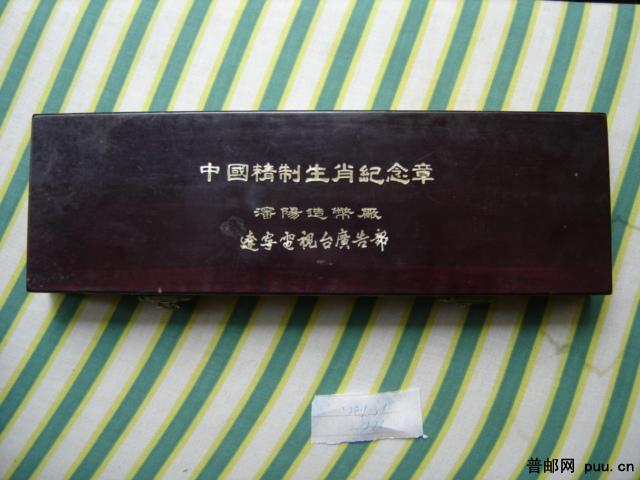 中國精制生肖紀念章
瀋陽造幣厰
遼寧電視台廣告部
普邮网 puu.cn